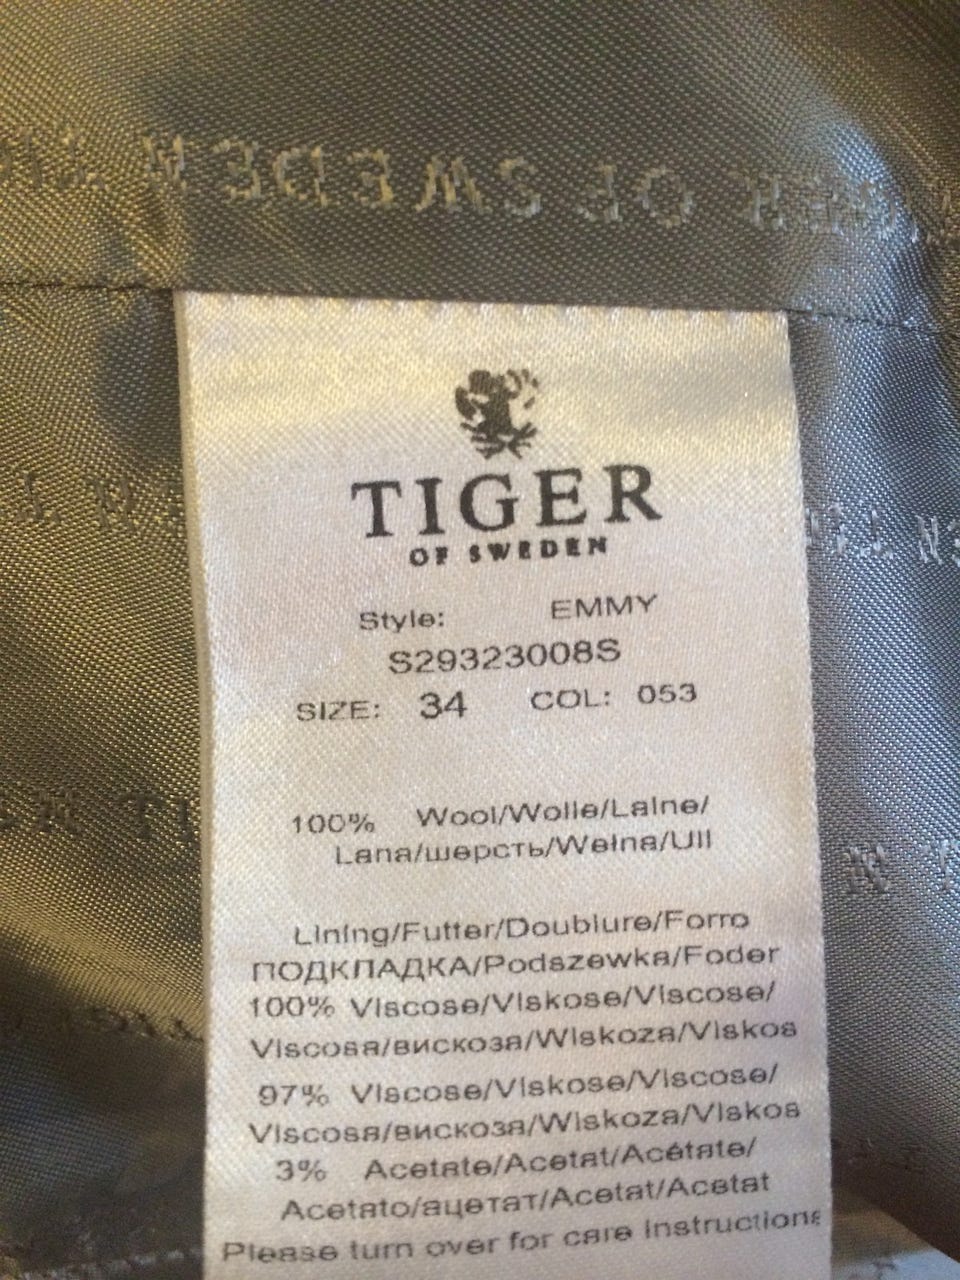 OF SWEDEN
TIGER
OF SWEDEN
Style: EMMY
S29323008S
SIZE: 34 COL: 053
100% Wool/Wolle/Laine/
Lana/шерсть/Wełna/Ull
Lining/Futter/Doublure/Forro
ПОДКЛАДКА/Podszewka/Foder
100% Viscose/Viskose/Viscose/
Viscosa/вискоза/Wiskoza/Viskos
97% Viscose/Viskose/Viscose/
Viscosa/вискоза/Wiskoza/Viskos
3% Acetate/Acetat/Acétate/
Acetato/ацетат/Acetat/Acetat
Please turn over for care instructions